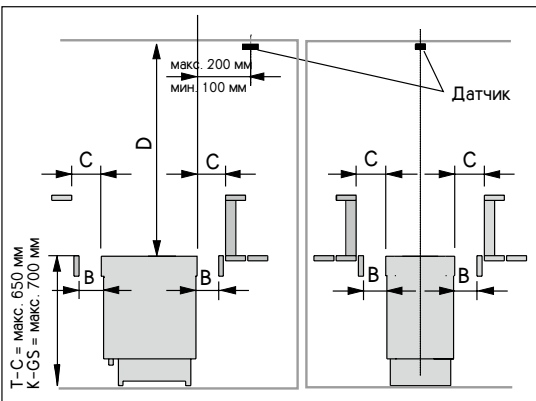 макс. 200 мм
мин. 100 мм
Датчик
D
C
C
C
C
B
B
B
B
T-C = макс. 650 мм
K-GS = макс. 700 мм